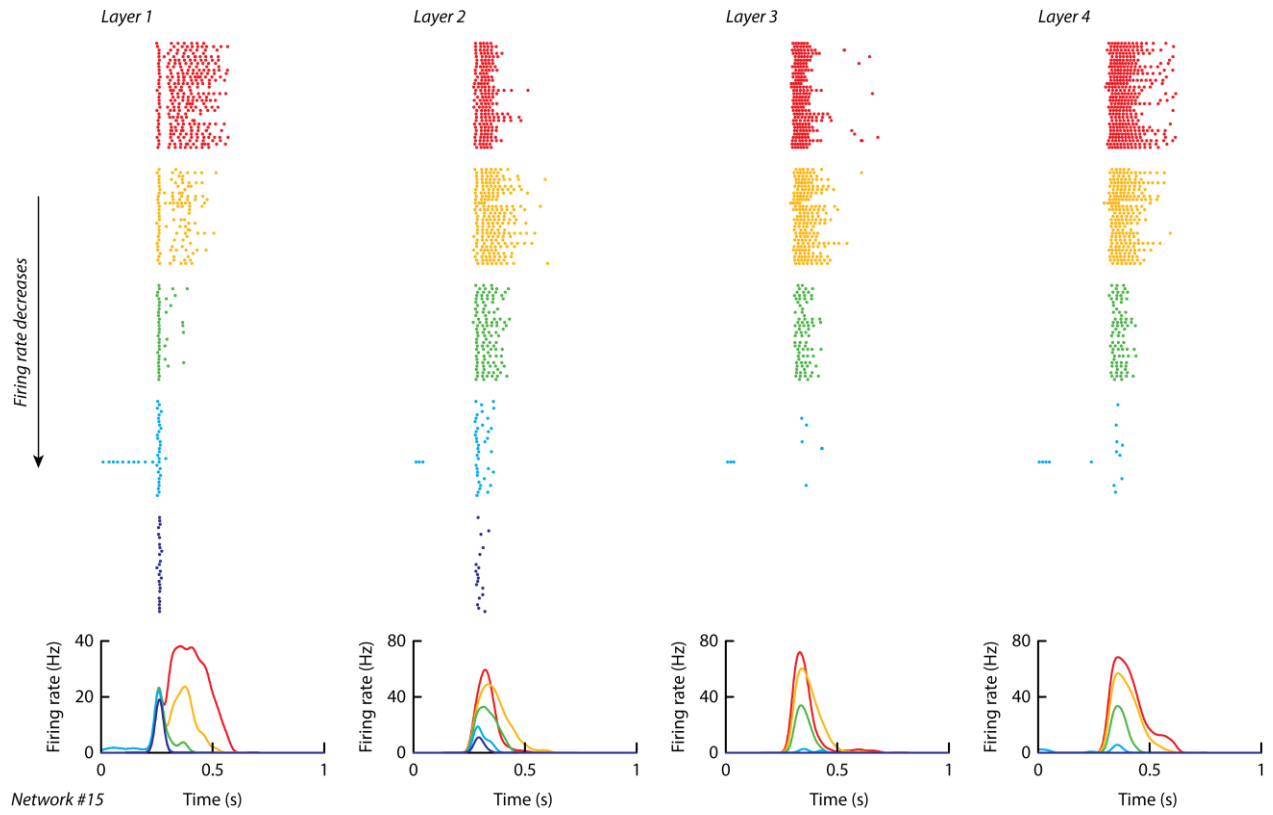 Layer 1
Layer 2
Layer 3
Layer 4
Firing rate decreases
Firing rate (Hz)
40
20
0
0
0.5
1
Time (s)
Firing rate (Hz)
80
40
0
0
0.5
1
Time (s)
Firing rate (Hz)
80
40
0
0
0.5
1
Time (s)
Firing rate (Hz)
80
40
0
0
0.5
1
Time (s)
Network #15